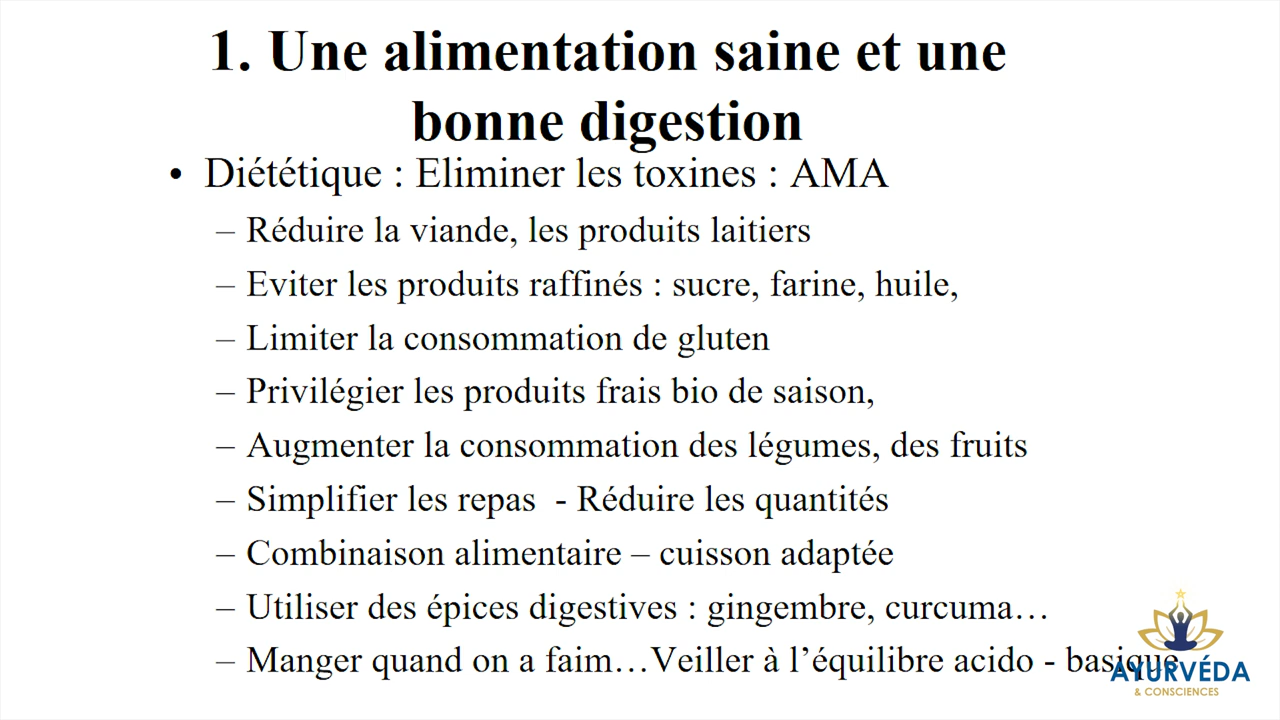 1. Une alimentation saine et une
bonne digestion
• Diététique : Eliminer les toxines : AMA
– Réduire la viande, les produits laitiers
– Eviter les produits raffinés : sucre, farine, huile,
– Limiter la consommation de gluten
– Privilégier les produits frais bio de saison,
– Augmenter la consommation des légumes, des fruits
– Simplifier les repas  - Réduire les quantités
– Combinaison alimentaire – cuisson adaptée
– Utiliser des épices digestives : gingembre, curcuma…
– Manger quand on a faim…Veiller à l’équilibre acido - basique
AYURVÉDA
& CONSCIENCES